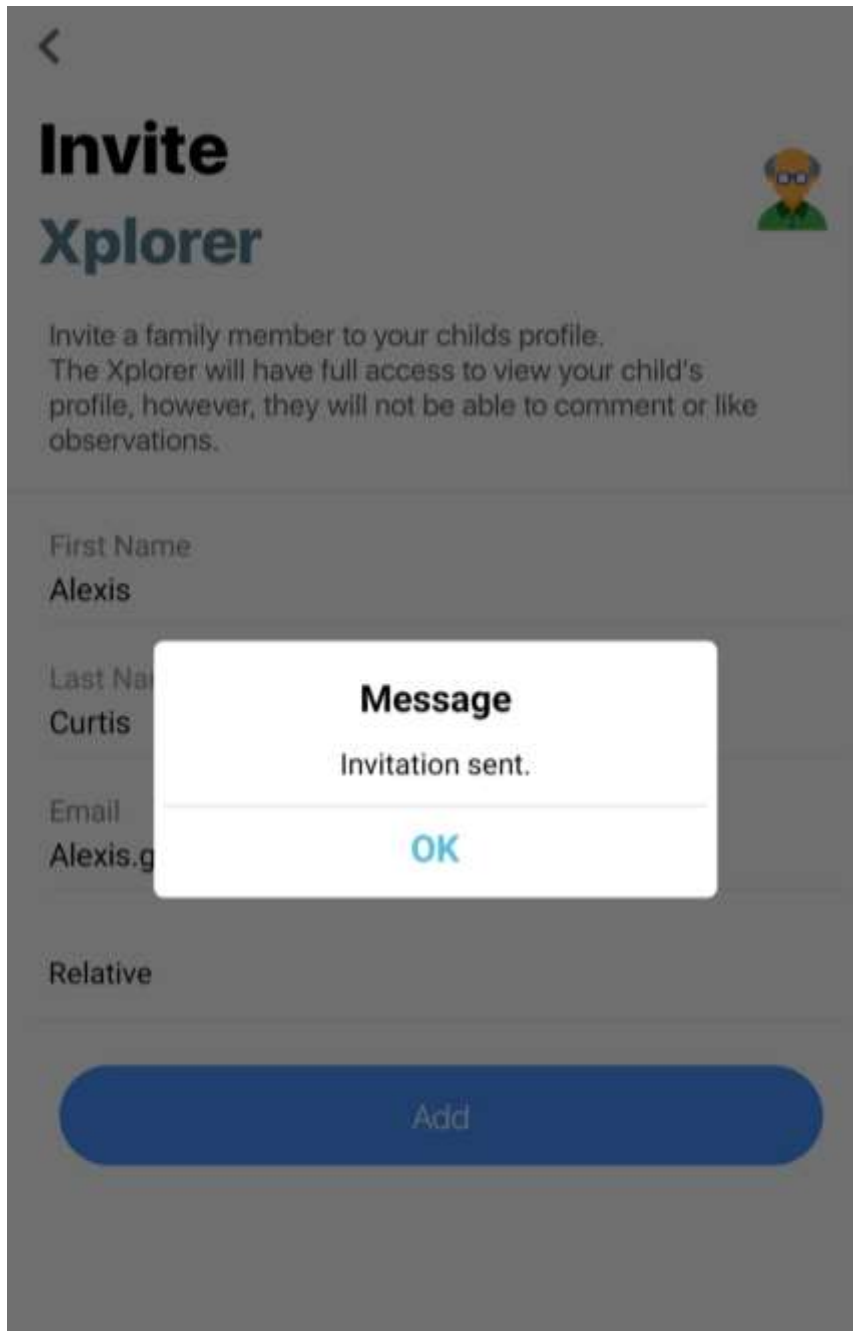 Invite
Xplorer
Invite a family member to your childs profile.
The Xplorer will have full access to view your child's
profile, however, they will not be able to comment or like
observations.
First Name
Alexis
Last Na
Curtis
Message
Invitation sent.
Email
Alexis.g
OK
Relative
Add